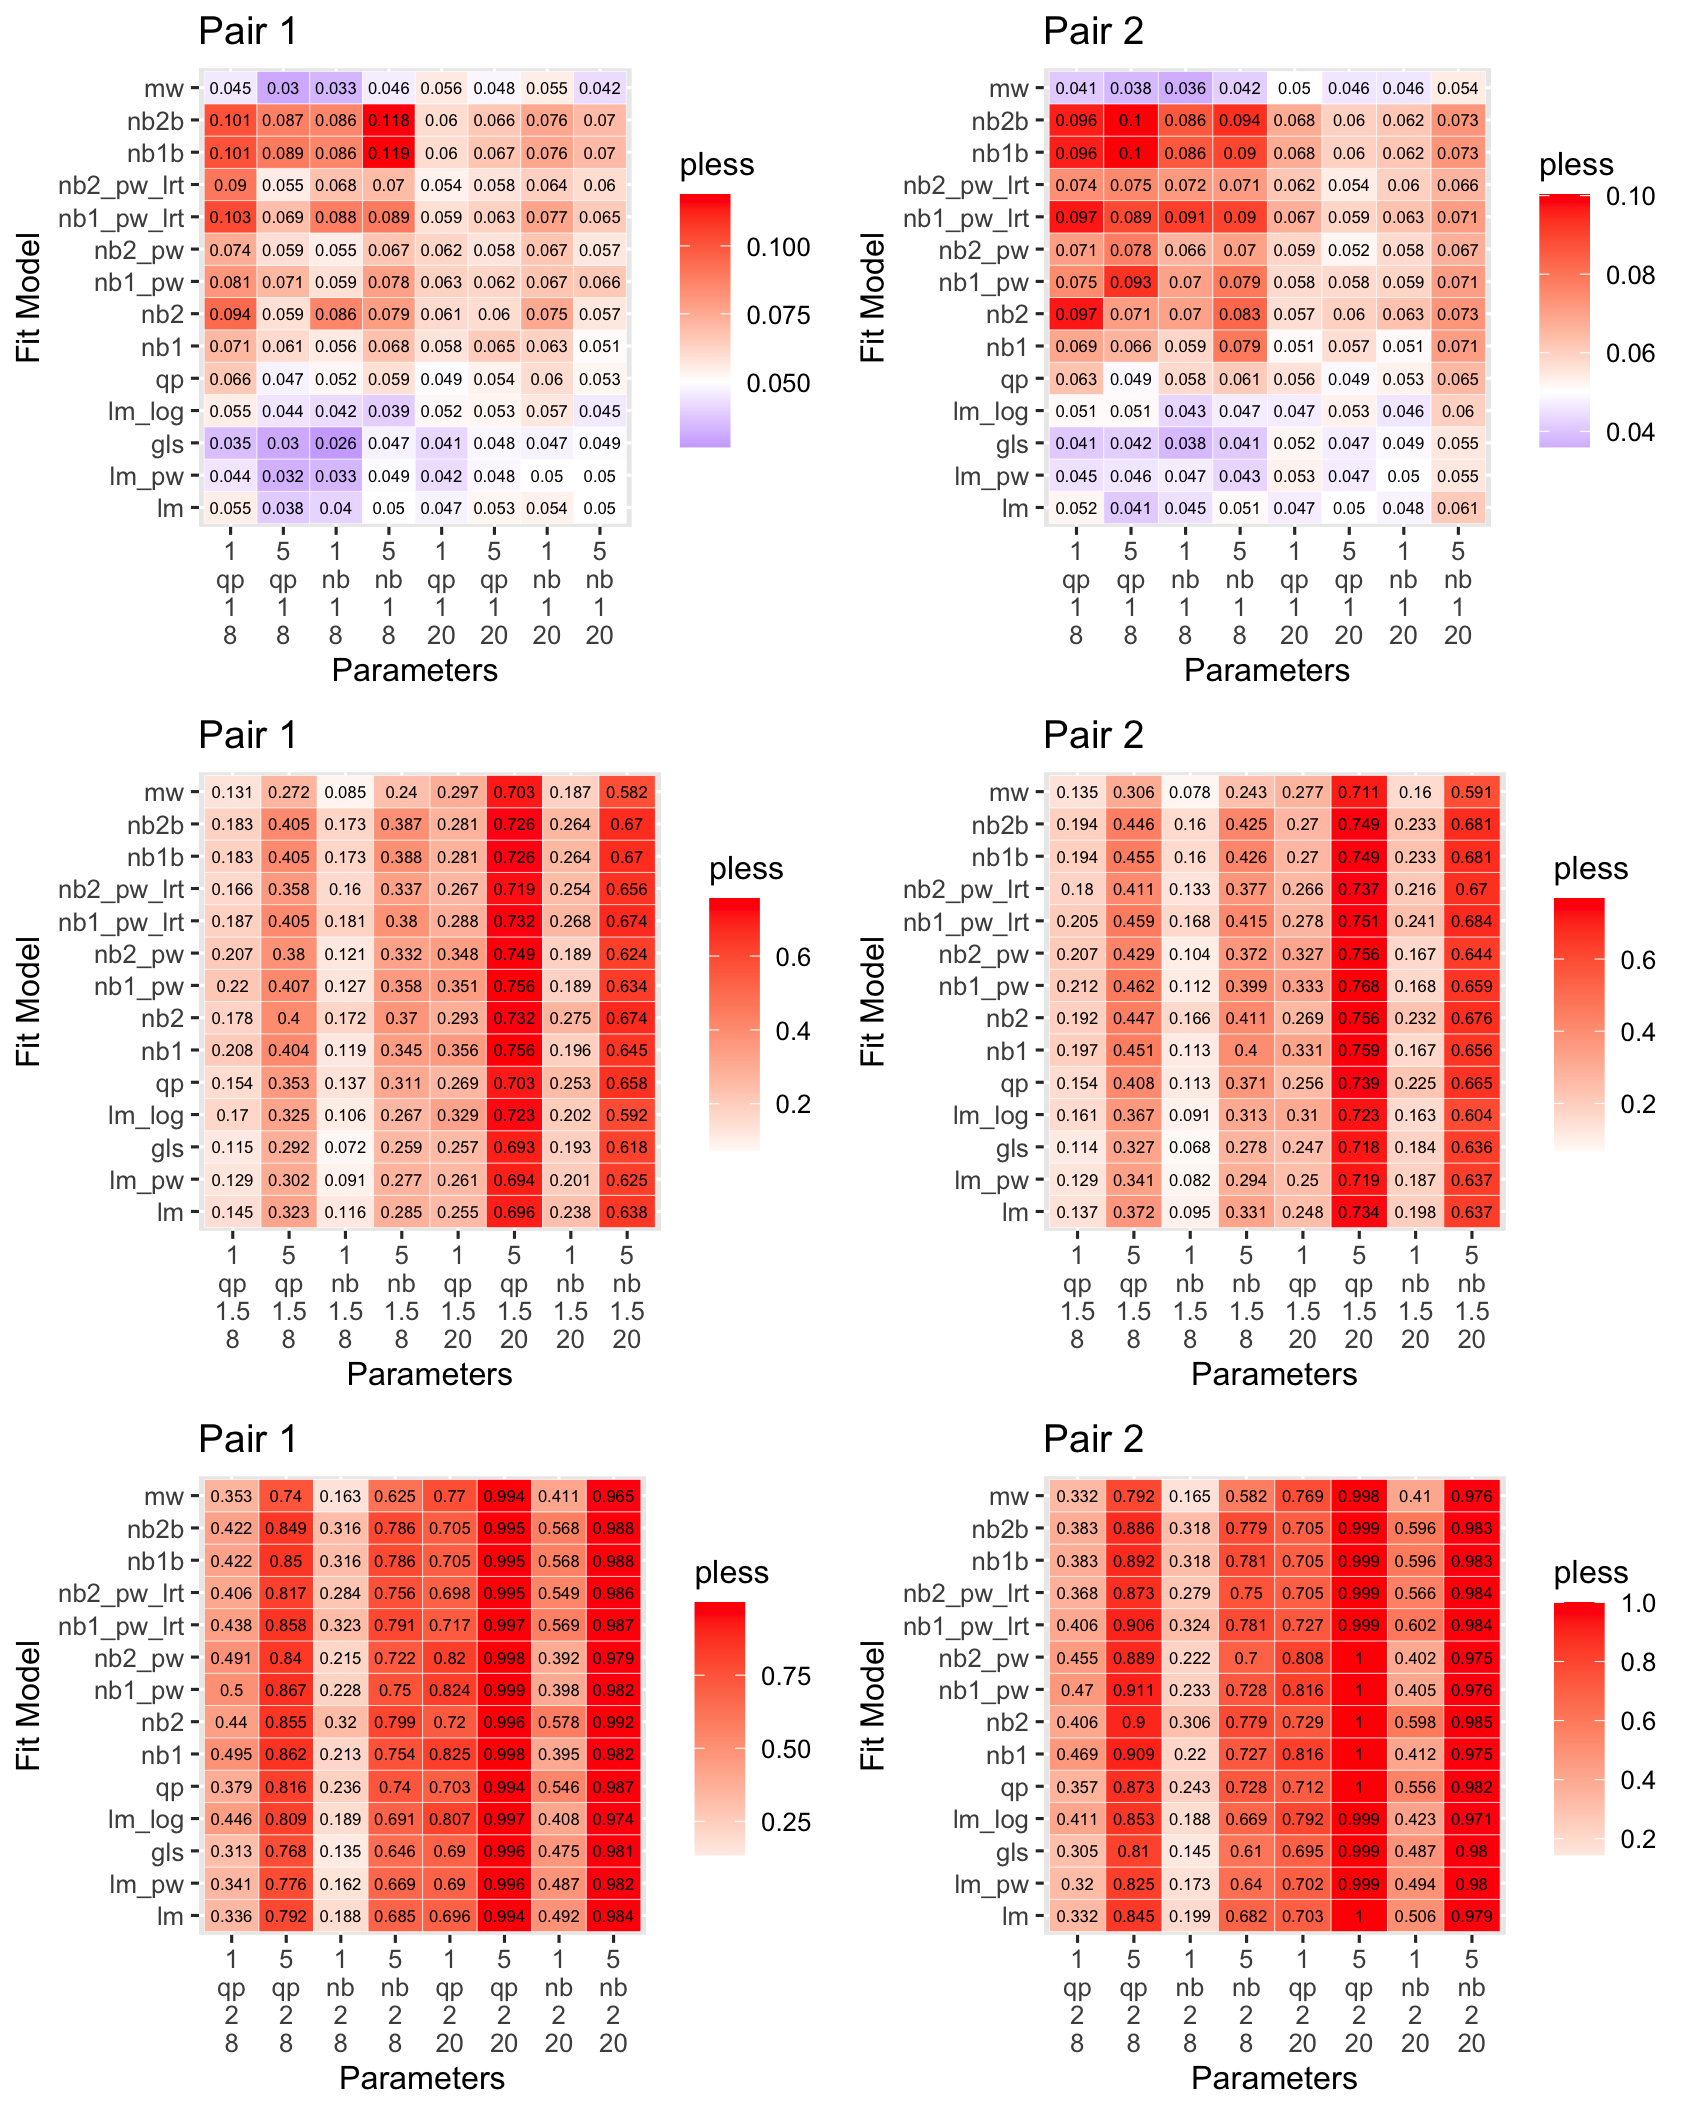 Pair 1
Fit Model
mw 0.045 0.03 0.033 0.046 0.056 0.048 0.055 0.042
nb2b 0.101 0.087 0.086 0.118 0.06 0.066 0.076 0.07
nb1b 0.101 0.089 0.086 0.119 0.06 0.067 0.076 0.07
nb2_pw_lrt 0.09 0.055 0.068 0.07 0.054 0.058 0.064 0.06
nb1_pw_lrt 0.103 0.069 0.088 0.089 0.059 0.063 0.077 0.065
nb2_pw 0.074 0.059 0.055 0.067 0.062 0.058 0.067 0.057
nb1_pw 0.081 0.071 0.059 0.078 0.063 0.062 0.067 0.066
nb2 0.094 0.059 0.086 0.079 0.061 0.06 0.075 0.057
nb1 0.071 0.061 0.056 0.068 0.058 0.065 0.063 0.051
qp 0.066 0.047 0.052 0.059 0.049 0.054 0.06 0.053
lm_log 0.055 0.044 0.042 0.039 0.052 0.053 0.057 0.045
gls 0.035 0.03 0.026 0.047 0.041 0.048 0.047 0.049
lm_pw 0.044 0.032 0.033 0.049 0.042 0.048 0.05 0.05
lm 0.055 0.038 0.04 0.05 0.047 0.053 0.054 0.05
1 5 1 5 1 5 1 5
qp qp nb nb qp qp nb nb
1 1 1 1 1 1 1 1
8 8 8 8 20 20 20 20
Parameters
pless
0.100
0.075
0.050
Pair 2
Fit Model
mw 0.041 0.038 0.036 0.042 0.05 0.046 0.046 0.054
nb2b 0.096 0.1 0.086 0.094 0.068 0.06 0.062 0.073
nb1b 0.096 0.1 0.086 0.09 0.068 0.06 0.062 0.073
nb2_pw_lrt 0.074 0.075 0.072 0.071 0.062 0.054 0.06 0.066
nb1_pw_lrt 0.097 0.089 0.091 0.09 0.067 0.059 0.063 0.071
nb2_pw 0.071 0.078 0.066 0.07 0.059 0.052 0.058 0.067
nb1_pw 0.075 0.093 0.07 0.079 0.058 0.058 0.059 0.071
nb2 0.097 0.071 0.07 0.083 0.057 0.06 0.063 0.073
nb1 0.069 0.066 0.059 0.079 0.051 0.057 0.051 0.071
qp 0.063 0.049 0.058 0.061 0.056 0.049 0.053 0.065
lm_log 0.051 0.051 0.043 0.047 0.047 0.053 0.046 0.06
gls 0.041 0.042 0.038 0.041 0.052 0.047 0.049 0.055
lm_pw 0.045 0.046 0.047 0.043 0.053 0.047 0.05 0.055
lm 0.052 0.041 0.045 0.051 0.047 0.05 0.048 0.061
1 5 1 5 1 5 1 5
qp qp nb nb qp qp nb nb
1 1 1 1 1 1 1 1
8 8 8 8 20 20 20 20
Parameters
pless
0.10
0.08
0.06
0.04
Pair 1
Fit Model
mw 0.131 0.272 0.085 0.24 0.297 0.703 0.187 0.582
nb2b 0.183 0.405 0.173 0.387 0.281 0.726 0.264 0.67
nb1b 0.183 0.405 0.173 0.388 0.281 0.726 0.264 0.67
nb2_pw_lrt 0.166 0.358 0.16 0.337 0.267 0.719 0.254 0.656
nb1_pw_lrt 0.187 0.405 0.181 0.38 0.288 0.732 0.268 0.674
nb2_pw 0.207 0.38 0.121 0.332 0.348 0.749 0.189 0.624
nb1_pw 0.22 0.407 0.127 0.358 0.351 0.756 0.189 0.634
nb2 0.178 0.4 0.172 0.37 0.293 0.732 0.275 0.674
nb1 0.208 0.404 0.119 0.345 0.356 0.756 0.196 0.645
qp 0.154 0.353 0.137 0.311 0.269 0.703 0.253 0.658
lm_log 0.17 0.325 0.106 0.267 0.329 0.723 0.202 0.592
gls 0.115 0.292 0.072 0.259 0.257 0.693 0.193 0.618
lm_pw 0.129 0.302 0.091 0.277 0.261 0.694 0.201 0.625
lm 0.145 0.323 0.116 0.285 0.255 0.696 0.238 0.638
1 5 1 5 1 5 1 5
qp qp nb nb qp qp nb nb
1.5 1.5 1.5 1.5 1.5 1.5 1.5 1.5
8 8 8 8 20 20 20 20
Parameters
pless
0.6
0.4
0.2
Pair 2
Fit Model
mw 0.135 0.306 0.078 0.243 0.277 0.711 0.16 0.591
nb2b 0.194 0.446 0.16 0.425 0.27 0.749 0.233 0.681
nb1b 0.194 0.455 0.16 0.426 0.27 0.749 0.233 0.681
nb2_pw_lrt 0.18 0.411 0.133 0.377 0.266 0.737 0.216 0.67
nb1_pw_lrt 0.205 0.459 0.168 0.415 0.278 0.751 0.241 0.684
nb2_pw 0.207 0.429 0.104 0.372 0.327 0.756 0.167 0.644
nb1_pw 0.212 0.462 0.112 0.399 0.333 0.768 0.168 0.659
nb2 0.192 0.447 0.166 0.411 0.269 0.756 0.232 0.676
nb1 0.197 0.451 0.113 0.4 0.331 0.759 0.167 0.656
qp 0.154 0.408 0.113 0.371 0.256 0.739 0.225 0.665
lm_log 0.161 0.367 0.091 0.313 0.31 0.723 0.163 0.604
gls 0.114 0.327 0.068 0.278 0.247 0.718 0.184 0.636
lm_pw 0.129 0.341 0.082 0.294 0.25 0.719 0.187 0.637
lm 0.137 0.372 0.095 0.331 0.248 0.734 0.198 0.637
1 5 1 5 1 5 1 5
qp qp nb nb qp qp nb nb
1.5 1.5 1.5 1.5 1.5 1.5 1.5 1.5
8 8 8 8 20 20 20 20
Parameters
pless
0.6
0.4
0.2
Pair 1
Fit Model
mw 0.353 0.74 0.163 0.625 0.77 0.994 0.411 0.965
nb2b 0.422 0.849 0.316 0.786 0.705 0.995 0.568 0.988
nb1b 0.422 0.85 0.316 0.786 0.705 0.995 0.568 0.988
nb2_pw_lrt 0.406 0.817 0.284 0.756 0.698 0.995 0.549 0.986
nb1_pw_lrt 0.438 0.858 0.323 0.791 0.717 0.997 0.569 0.987
nb2_pw 0.491 0.84 0.215 0.722 0.82 0.998 0.392 0.979
nb1_pw 0.5 0.867 0.228 0.75 0.824 0.999 0.398 0.982
nb2 0.44 0.855 0.32 0.799 0.72 0.996 0.578 0.992
nb1 0.495 0.862 0.213 0.754 0.825 0.998 0.395 0.982
qp 0.379 0.816 0.236 0.74 0.703 0.994 0.546 0.987
lm_log 0.446 0.809 0.189 0.691 0.807 0.997 0.408 0.974
gls 0.313 0.768 0.135 0.646 0.69 0.996 0.475 0.981
lm_pw 0.341 0.776 0.162 0.669 0.69 0.996 0.487 0.982
lm 0.336 0.792 0.188 0.685 0.696 0.994 0.492 0.984
1 5 1 5 1 5 1 5
qp qp nb nb qp qp nb nb
2 2 2 2 2 2 2 2
8 8 8 8 20 20 20 20
Parameters
pless
0.75
0.50
0.25
Pair 2
Fit Model
mw 0.332 0.792 0.165 0.582 0.769 0.998 0.41 0.976
nb2b 0.383 0.886 0.318 0.779 0.705 0.999 0.596 0.983
nb1b 0.383 0.892 0.318 0.781 0.705 0.999 0.596 0.983
nb2_pw_lrt 0.368 0.873 0.279 0.75 0.705 0.999 0.566 0.984
nb1_pw_lrt 0.406 0.906 0.324 0.781 0.727 0.999 0.602 0.984
nb2_pw 0.455 0.889 0.222 0.7 0.808 1 0.402 0.975
nb1_pw 0.47 0.911 0.233 0.728 0.816 1 0.405 0.976
nb2 0.406 0.9 0.306 0.779 0.729 1 0.598 0.985
nb1 0.469 0.909 0.22 0.727 0.816 1 0.412 0.975
qp 0.357 0.873 0.243 0.728 0.712 1 0.556 0.982
lm_log 0.411 0.853 0.188 0.669 0.792 0.999 0.423 0.971
gls 0.305 0.81 0.145 0.61 0.695 0.999 0.487 0.98
lm_pw 0.32 0.825 0.173 0.64 0.702 0.999 0.494 0.98
lm 0.332 0.845 0.199 0.682 0.703 1 0.506 0.979
1 5 1 5 1 5 1 5
qp qp nb nb qp qp nb nb
2 2 2 2 2 2 2 2
8 8 8 8 20 20 20 20
Parameters
pless
1.0
0.8
0.6
0.4
0.2